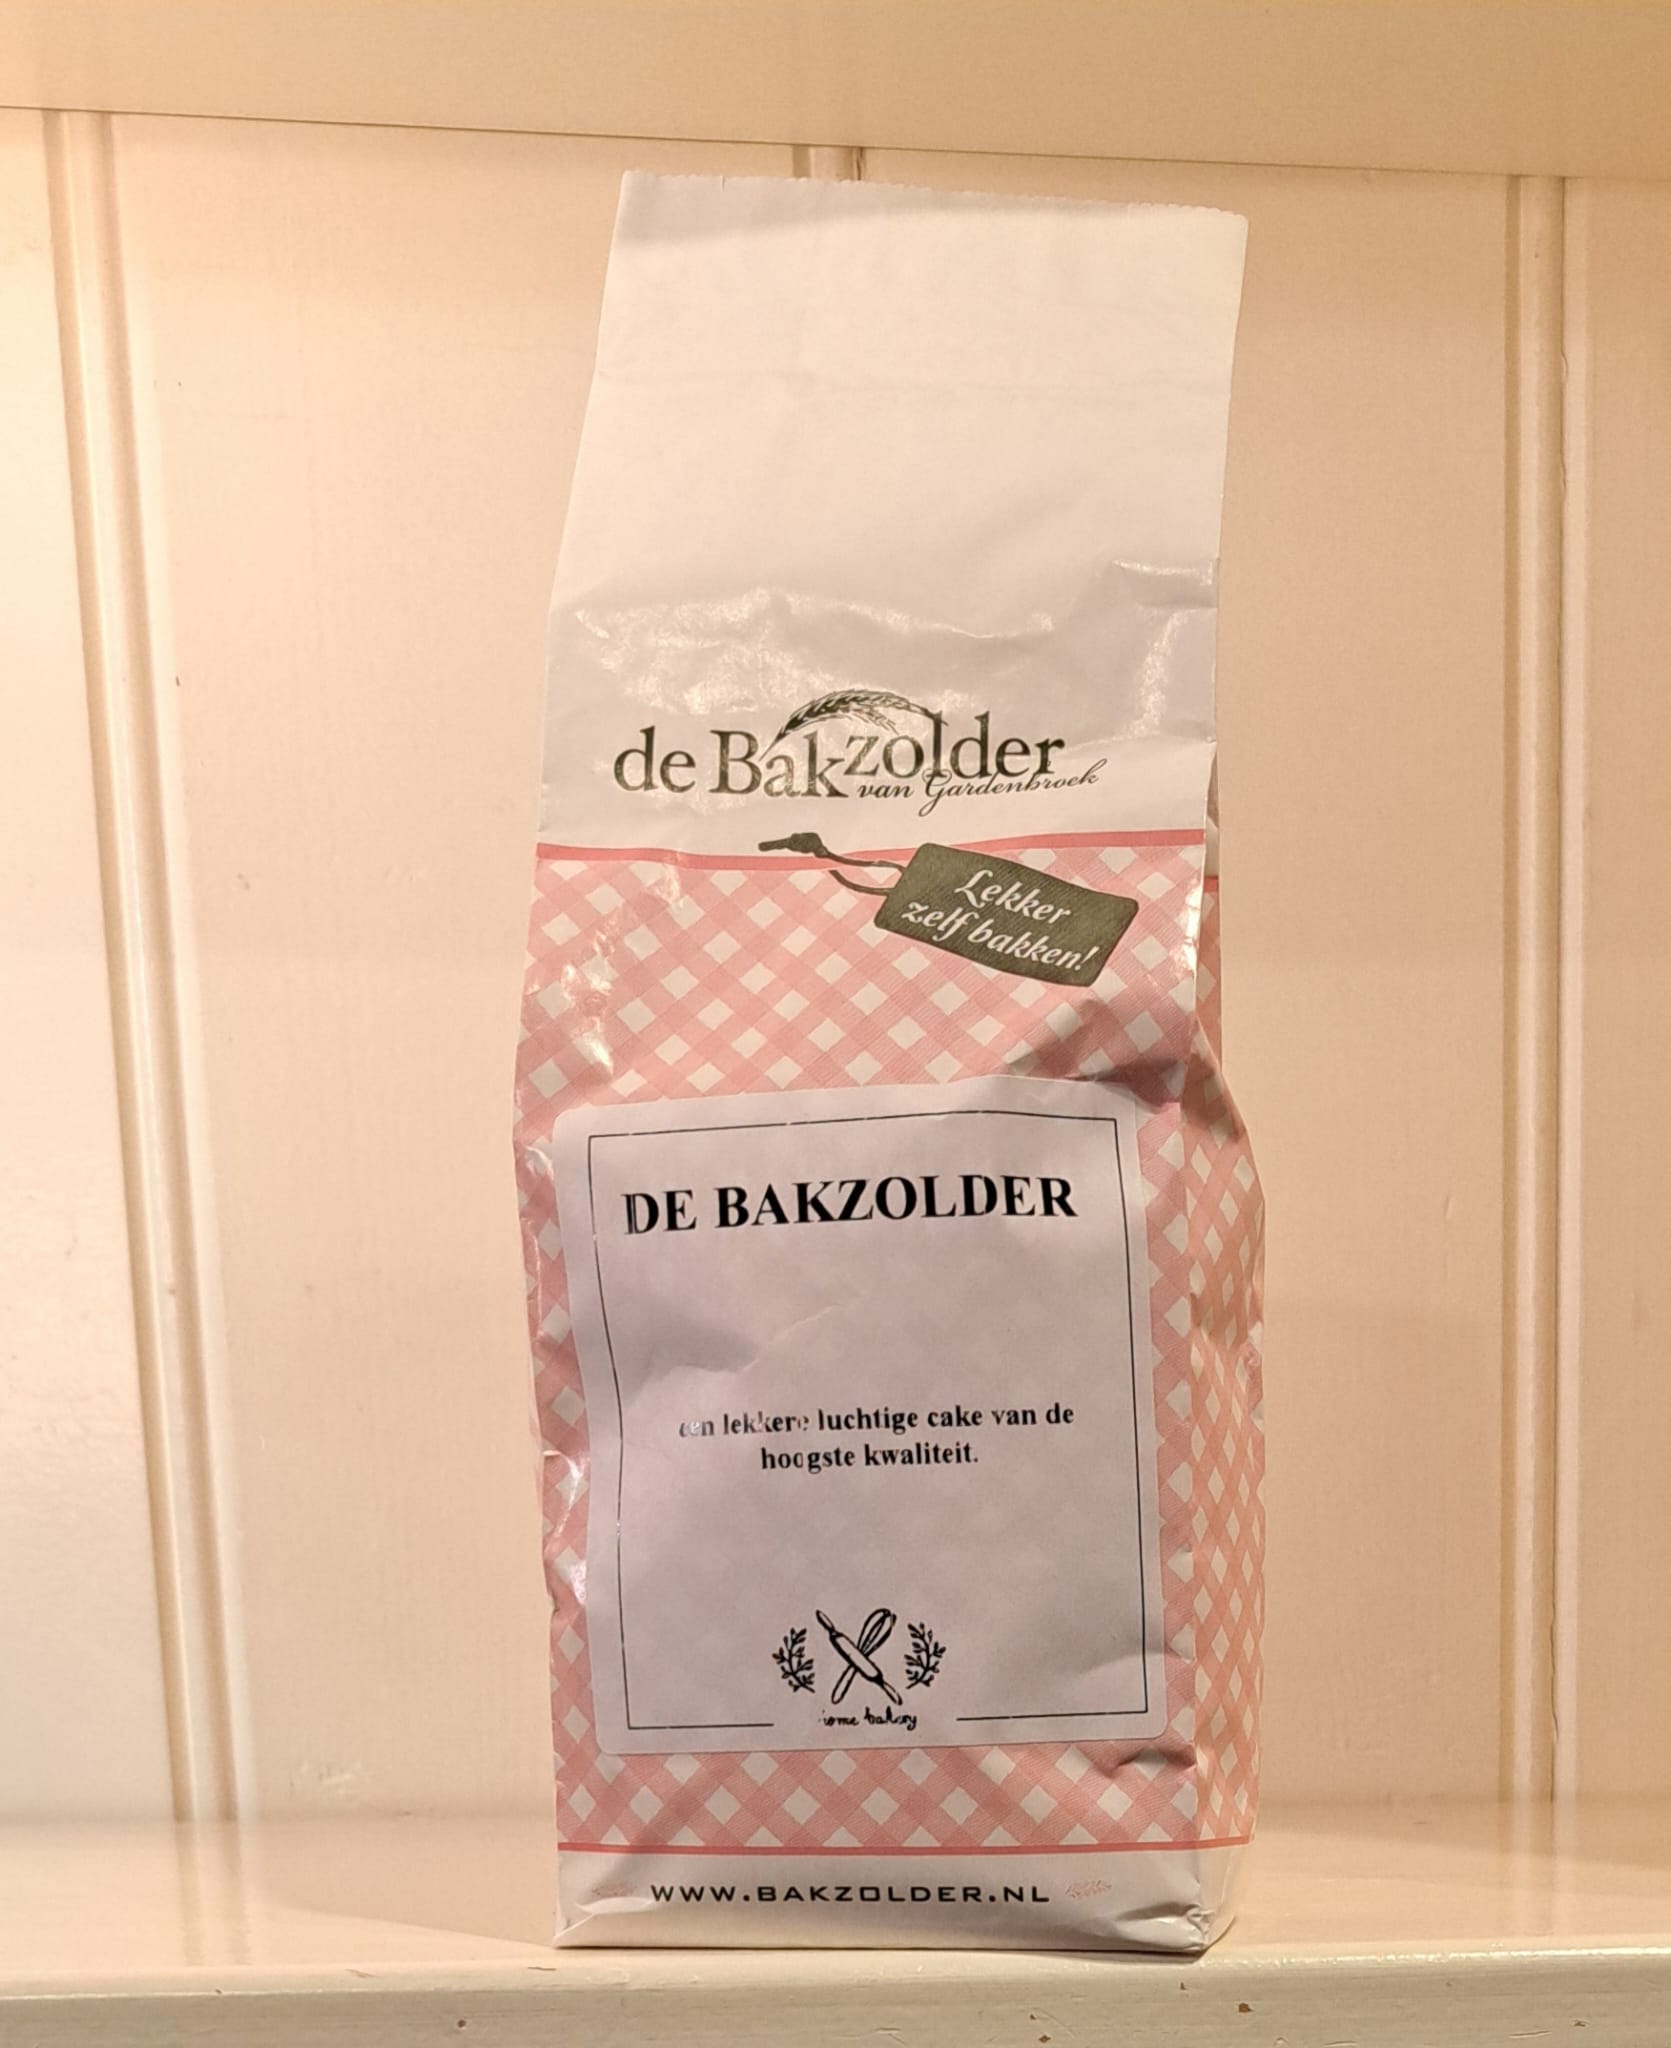 de Bakzolder
van Gardenbroek
Lekker
zelf bakken!
DE BAKZOLDER
een lekkere luchtige cake van de
hoogste kwaliteit.
home bakery
WWW.BAKZOLDER.NL